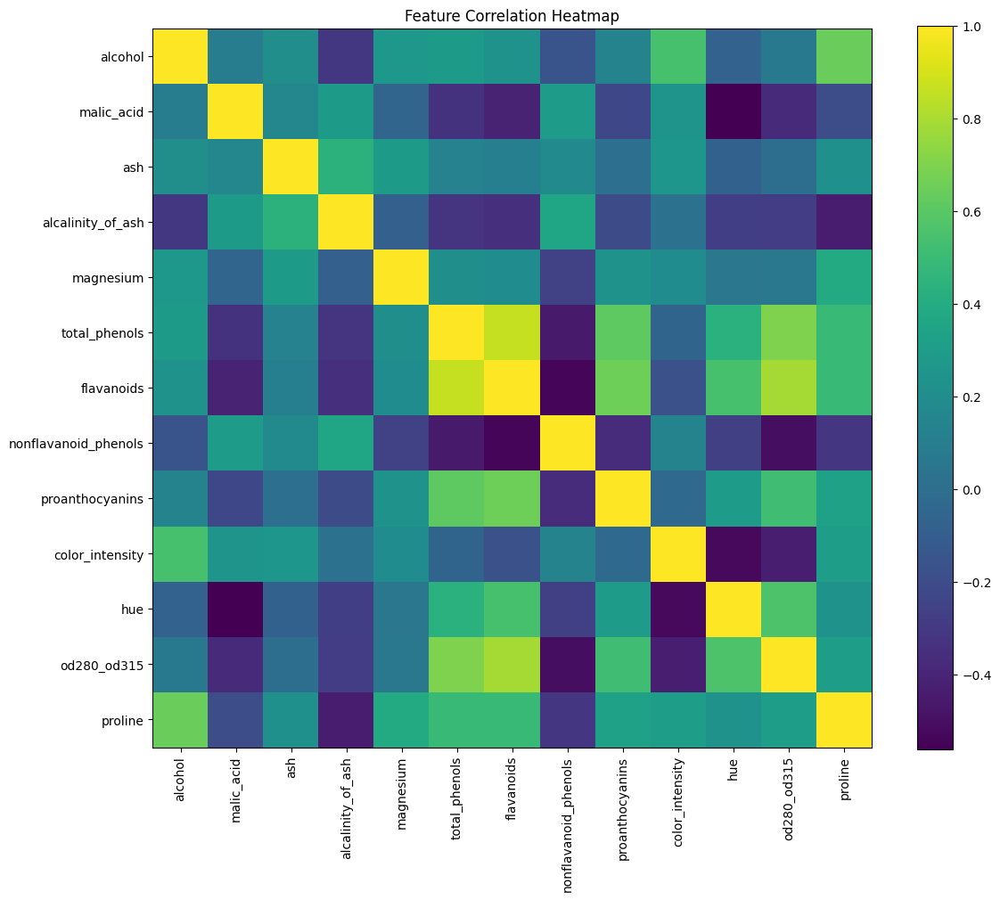 Feature Correlation Heatmap
alcohol
malic_acid
ash
alcalinity_of_ash
magnesium
total_phenols
flavanoids
nonflavanoid_phenols
proanthocyanins
color_intensity
hue
od280_od315
proline
alcohol
malic_acid
ash
alcalinity_of_ash
magnesium
total_phenols
flavanoids
nonflavanoid_phenols
proanthocyanins
color_intensity
hue
od280_od315
proline
1.0
0.8
0.6
0.4
0.2
0.0
−0.2
−0.4